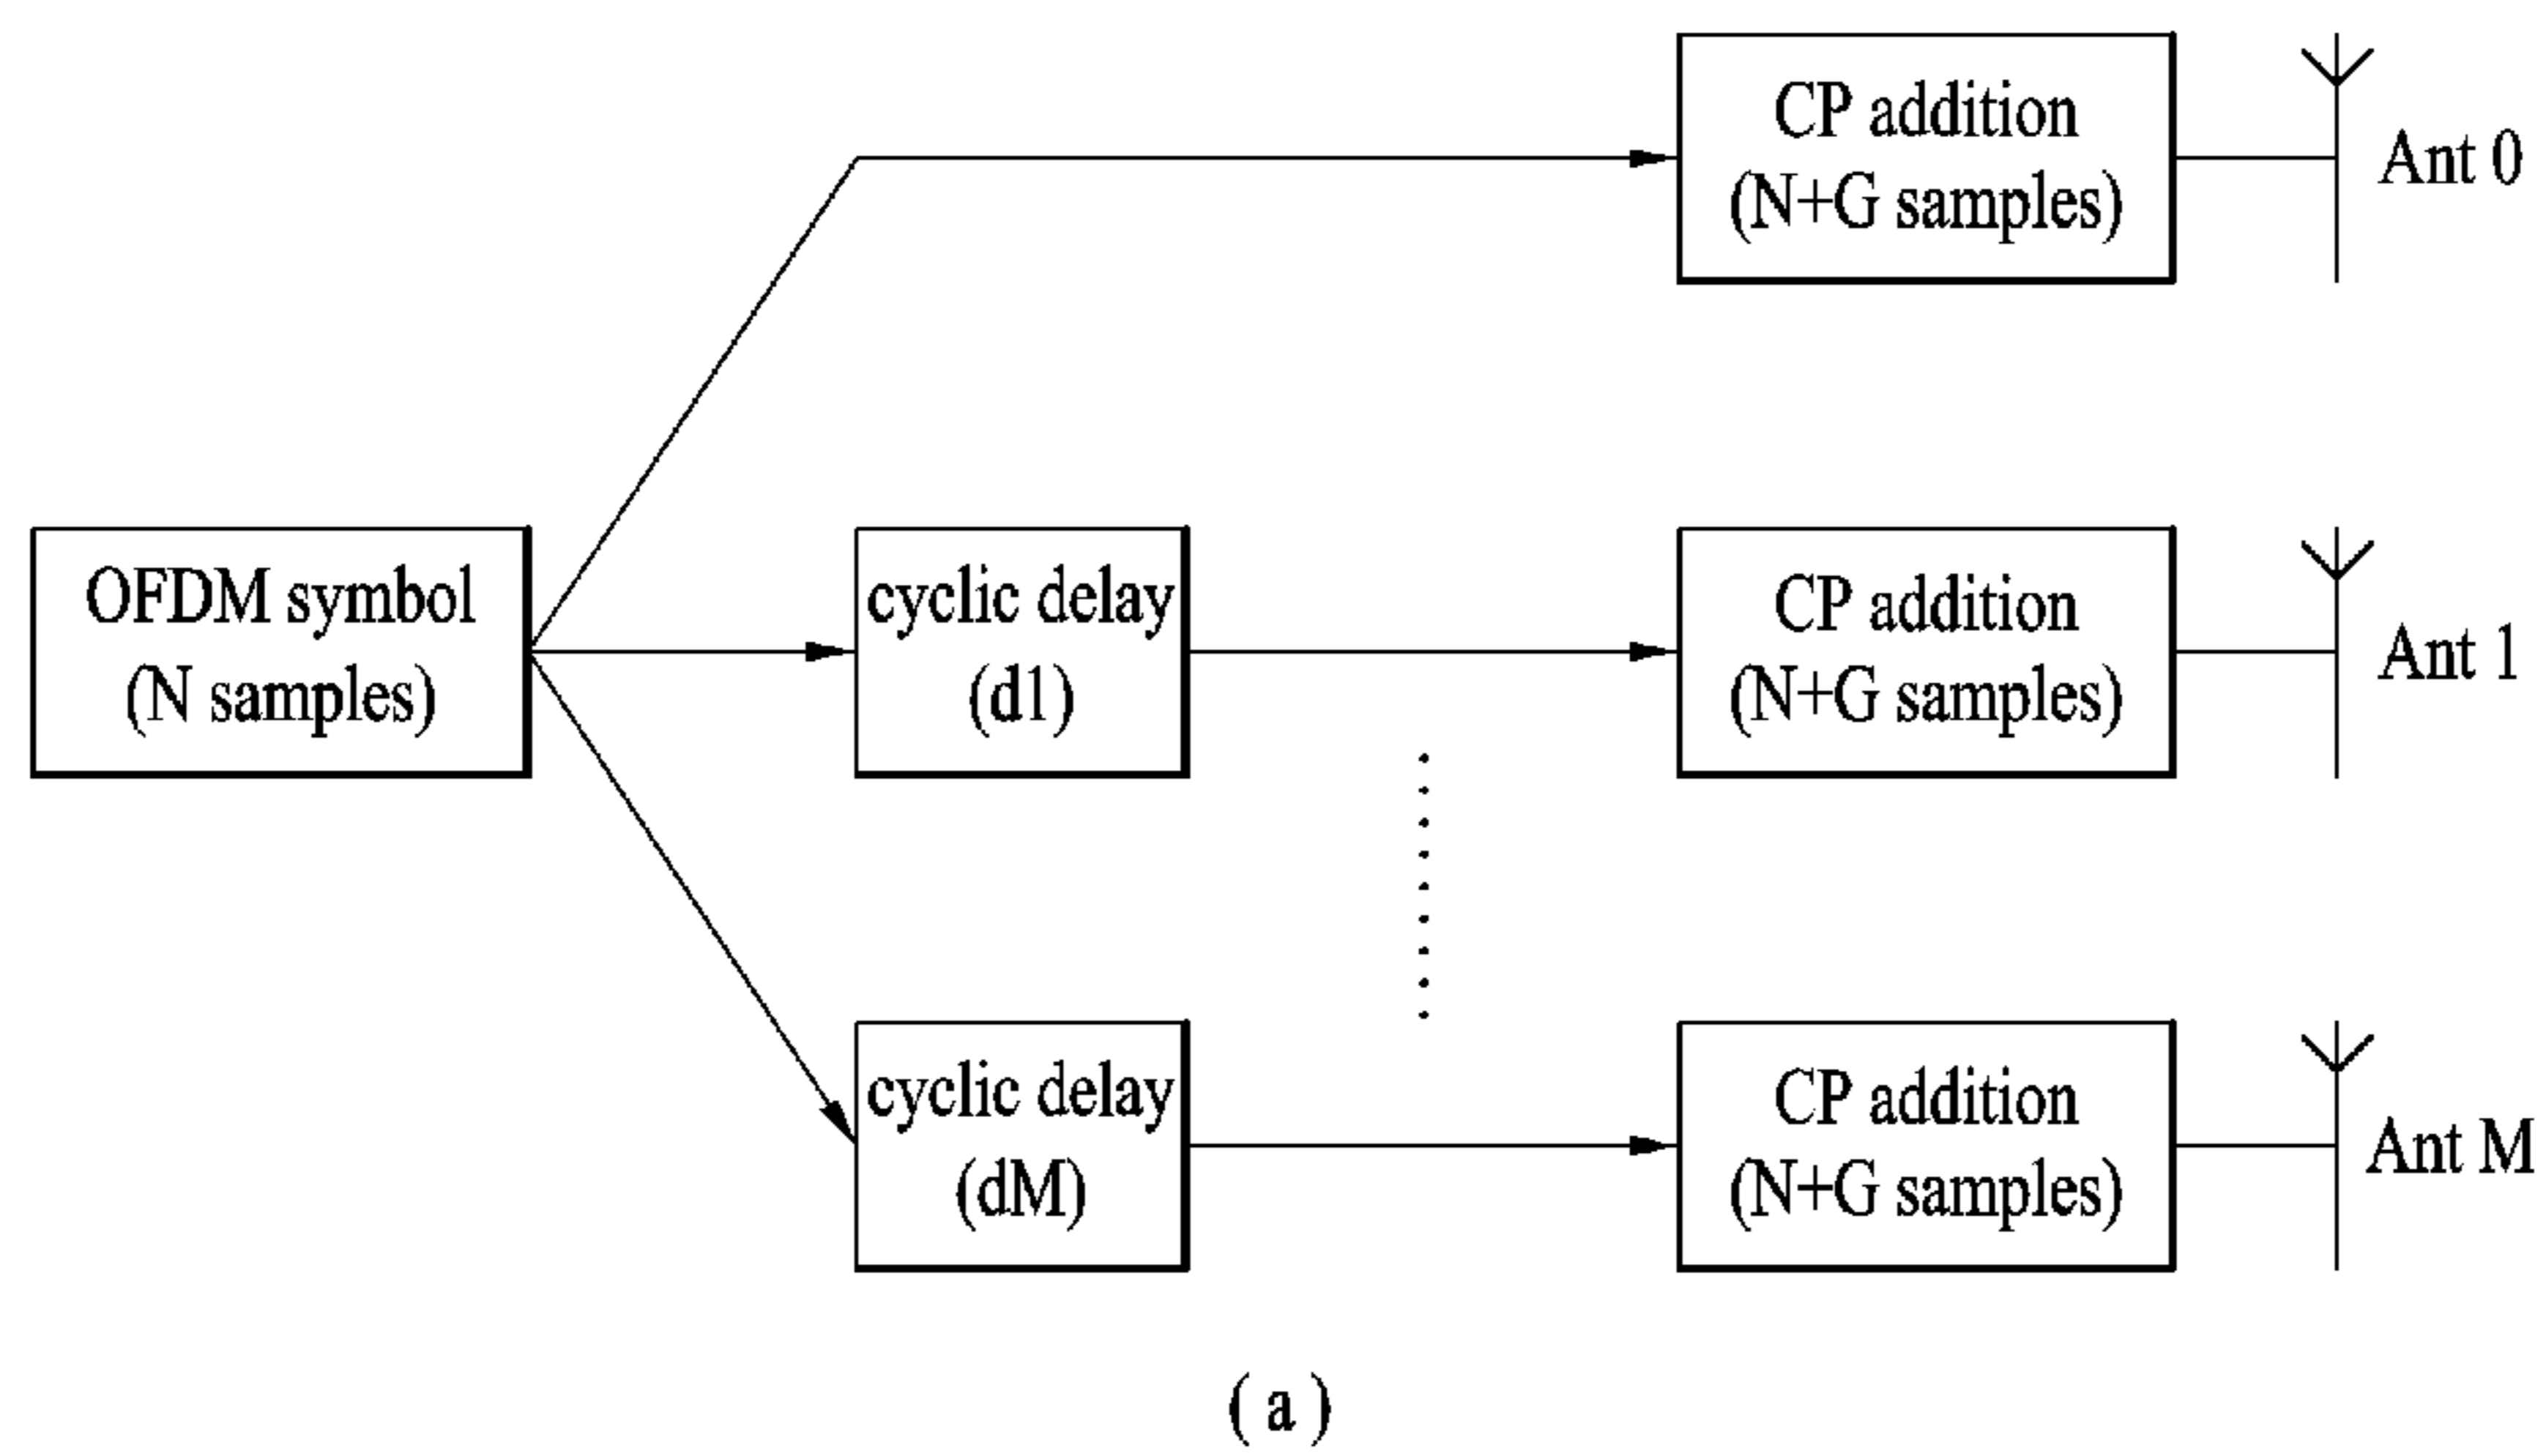 CP addition
(N+G samples)
Ant 0
OFDM symbol
(N samples)
cyclic delay
(d1)
CP addition
(N+G samples)
Ant 1
cyclic delay
(dM)
CP addition
(N+G samples)
Ant M
( a )